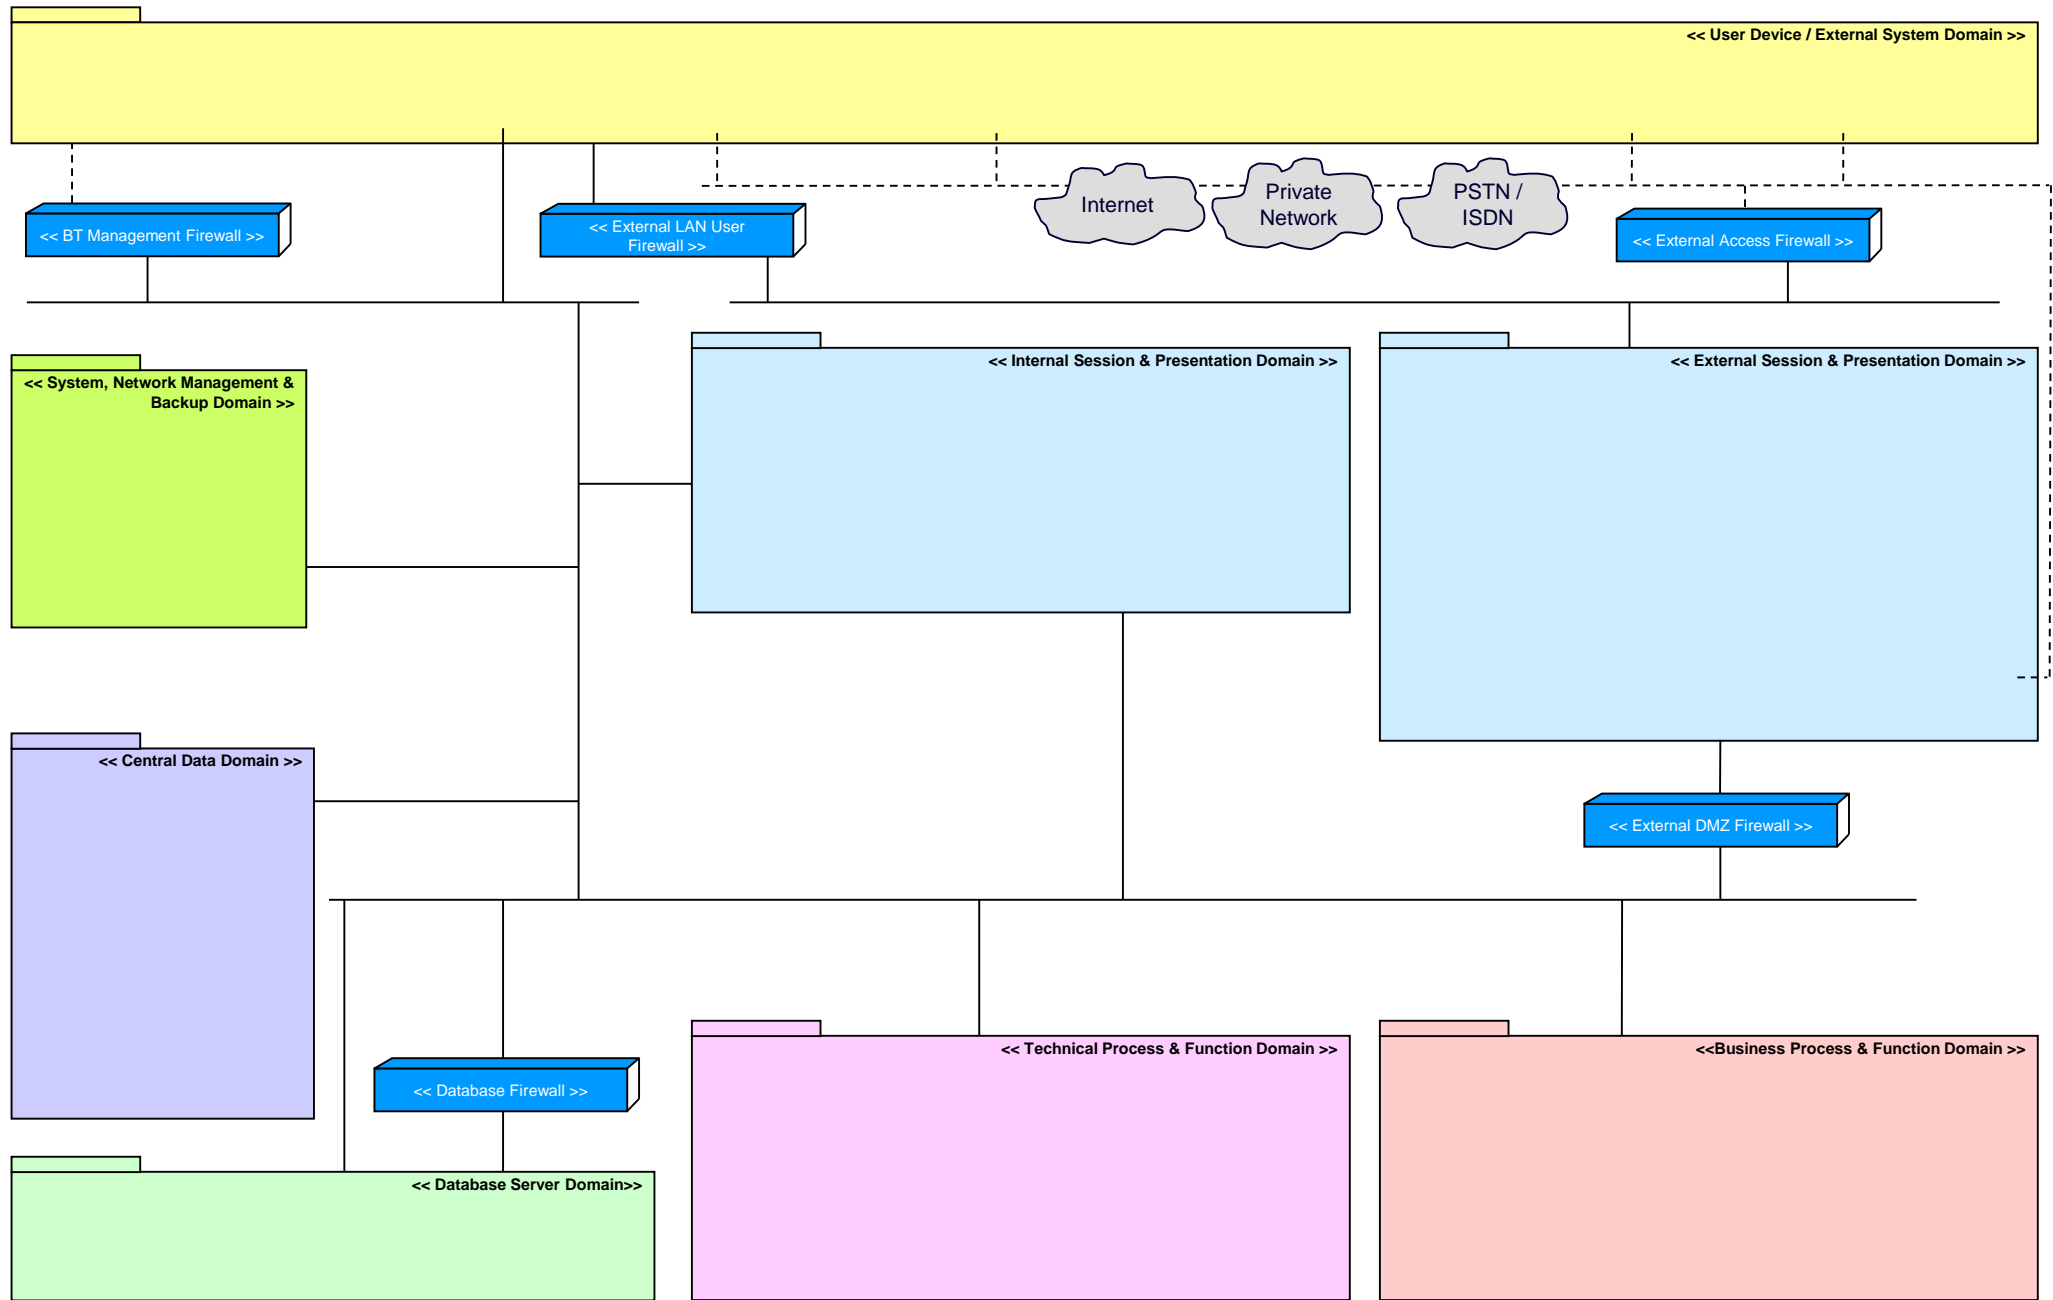 << User Device / External System Domain >>
<< BT Management Firewall >>
<< External LAN User
Firewall >>
Internet
Private
Network
PSTN /
ISDN
<< External Access Firewall >>
<< System, Network Management &
Backup Domain >>
<< Internal Session & Presentation Domain >>
<< External Session & Presentation Domain >>
<< Central Data Domain >>
<< External DMZ Firewall >>
<< Database Firewall >>
<< Technical Process & Function Domain >>
<<Business Process & Function Domain >>
<< Database Server Domain>>